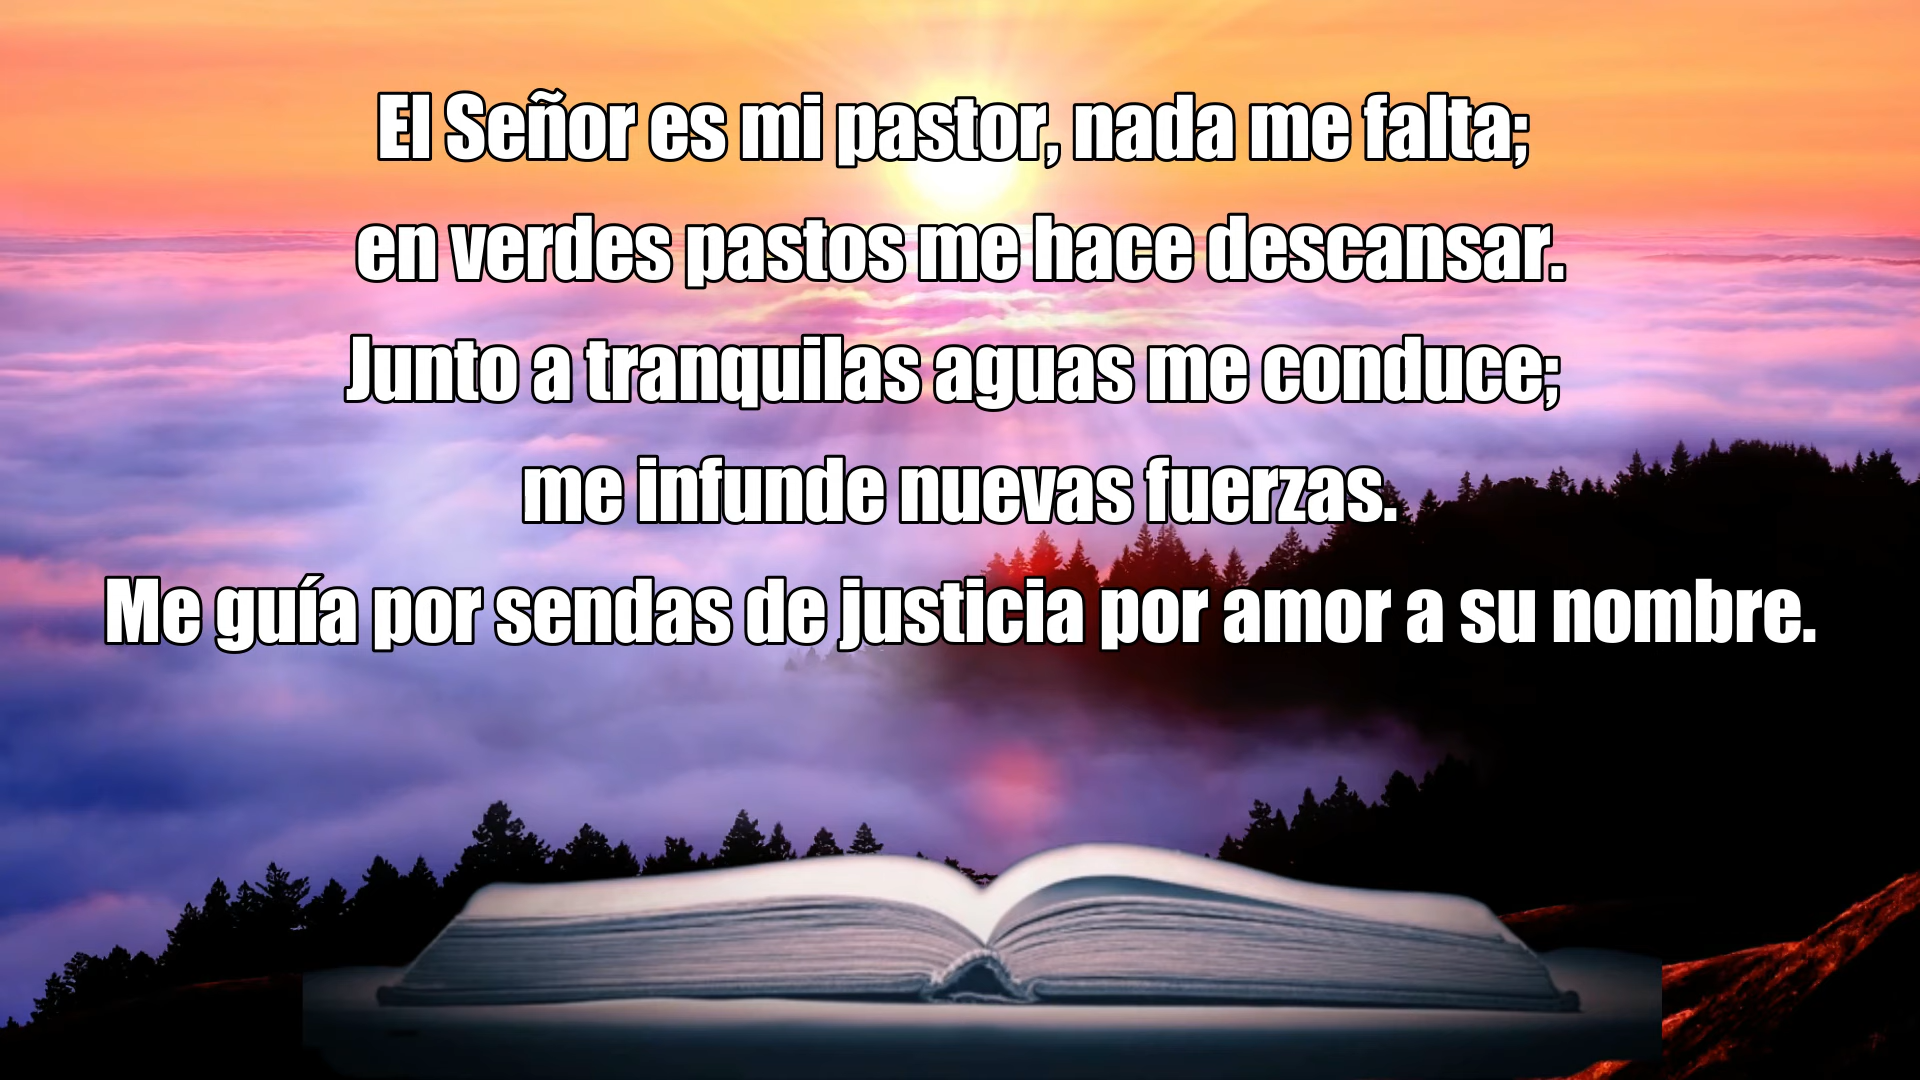 El Señor es mi pastor, nada me falta;
en verdes pastos me hace descansar.
Junto a tranquilas aguas me conduce;
me infunde nuevas fuerzas.
Me guía por sendas de justicia por amor a su nombre.